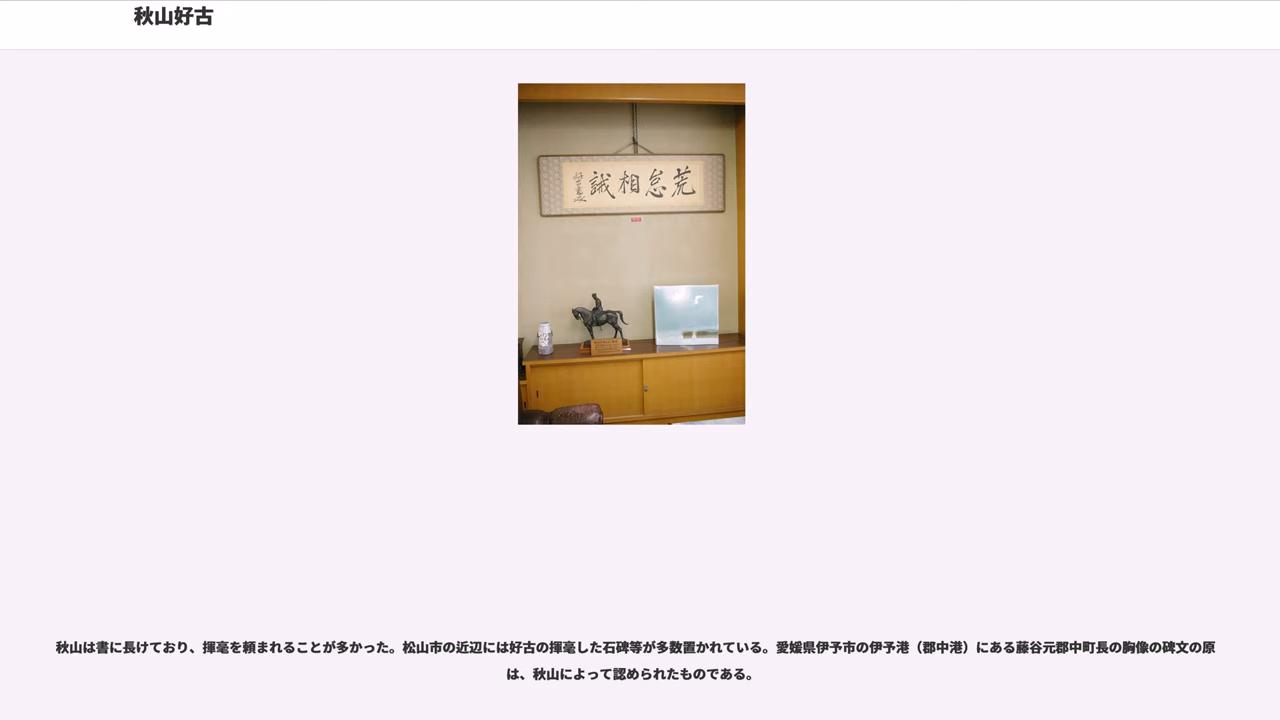 秋山好古
荒怠相誡
秋山は書に長けており、揮毫を頼まれることが多かった。松山市の近辺には好古の揮毫した石碑等が多数置かれている。愛媛県伊予市の伊予港（郡中港）にある藤谷元郡中町長の胸像の碑文の原
は、秋山によって認められたものである。